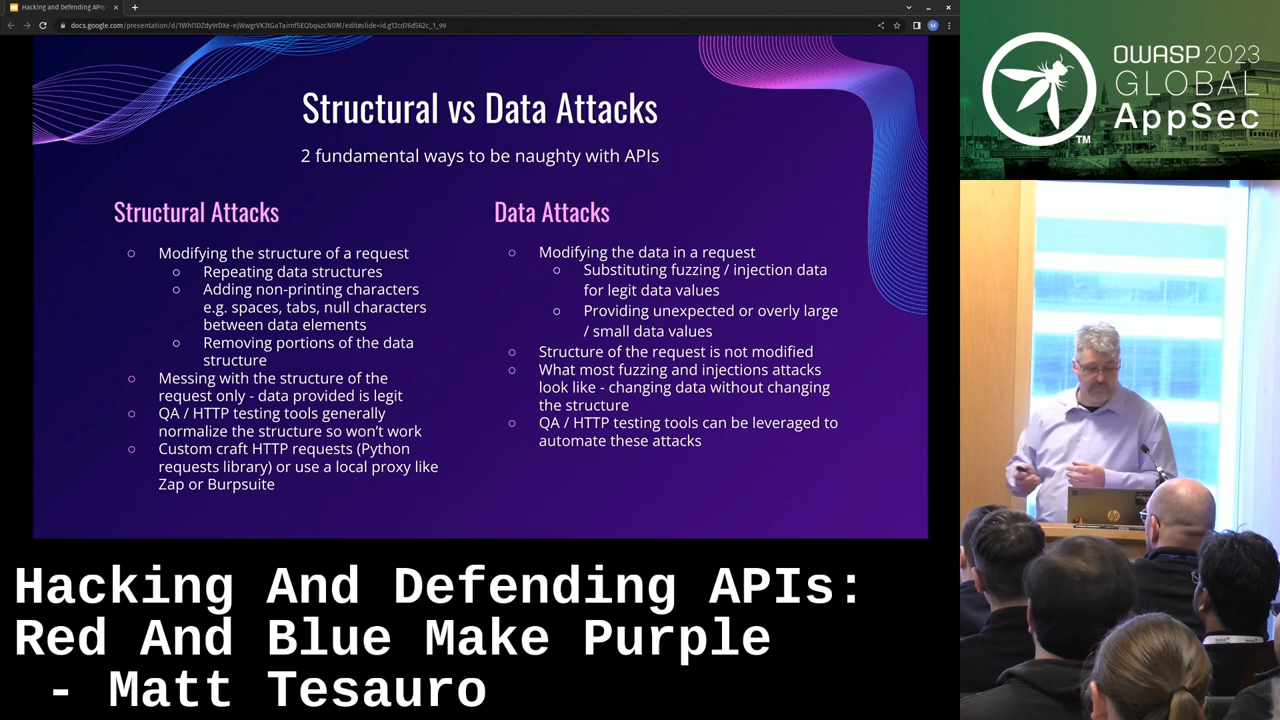 Hacking and Defending APIs
docs.google.com/presentation/d/1Whl1DZdy9rDXe-ejWwgrVK3tGaTaimf5EQbq4zcN0M/edit#slide=id.g12cd76d562c_1_99
M
Structural vs Data Attacks
2 fundamental ways to be naughty with APIs
Structural Attacks
Modifying the structure of a request
Repeating data structures
Adding non-printing characters
e.g. spaces, tabs, null characters
between data elements
Removing portions of the data
structure
Messing with the structure of the
request only - data provided is legit
QA / HTTP testing tools generally
normalize the structure so won't work
Custom craft HTTP requests (Python
requests library) or use a local proxy like
Zap or Burpsuite
Data Attacks
Modifying the data in a request
Substituting fuzzing / injection data
for legit data values
Providing unexpected or overly large
/ small data values
Structure of the request is not modified
What most fuzzing and injections attacks
look like - changing data without changing
the structure
QA / HTTP testing tools can be leveraged to
automate these attacks
OWASP 2023
GLOBAL
AppSec
TM
hp
Hacking And Defending APIs:
Red And Blue Make Purple
- Matt Tesauro